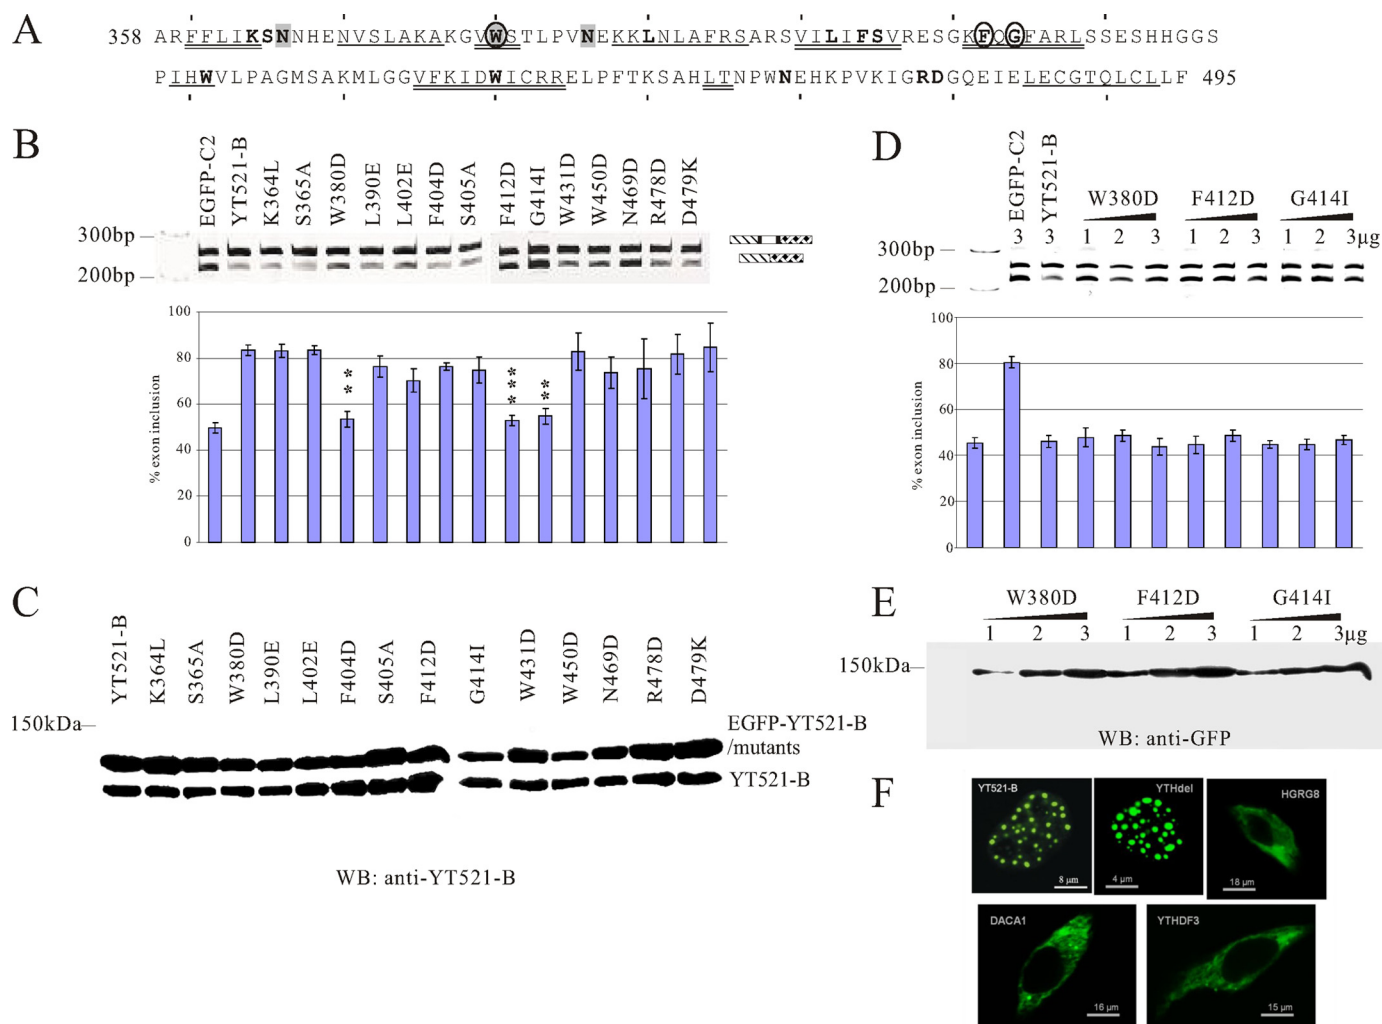 A
358 ARFFLIKSNNHENVSLAKAKGVWSTLPVNEKKLNLAFRSARSVILIFSVRESGKFQGFARLSSESHHGGS
PIHWVLPAGMSAKMLGGVFKIDWICRRELPFTKSAHLTNPWNEHKPVKIGRDGQEIELECGTQLCLLF 495
B
EGFP-C2 YT521-B K364L S365A W380D L390E L402E F404D S405A F412D G414I W431D W450D N469D R478D D479K
300bp
200bp
% exon inclusion
100
80
60
40
20
0
** *** **
C
YT521-B K364L S365A W380D L390E L402E F404D S405A F412D G414I W431D W450D N469D R478D D479K
150kDa
EGFP-YT521-B
/mutants
YT521-B
WB: anti-YT521-B
D
EGFP-C2 YT521-B W380D F412D G414I
3 3 1 2 3 1 2 3 1 2 3μg
300bp
200bp
% exon inclusion
100
80
60
40
20
0
E
W380D F412D G414I
1 2 3 1 2 3 1 2 3μg
150kDa
WB: anti-GFP
F
YT521-B
8 μm
YTHdel
4 μm
HGRG8
18 μm
DACA1
16 μm
YTHDF3
15 μm